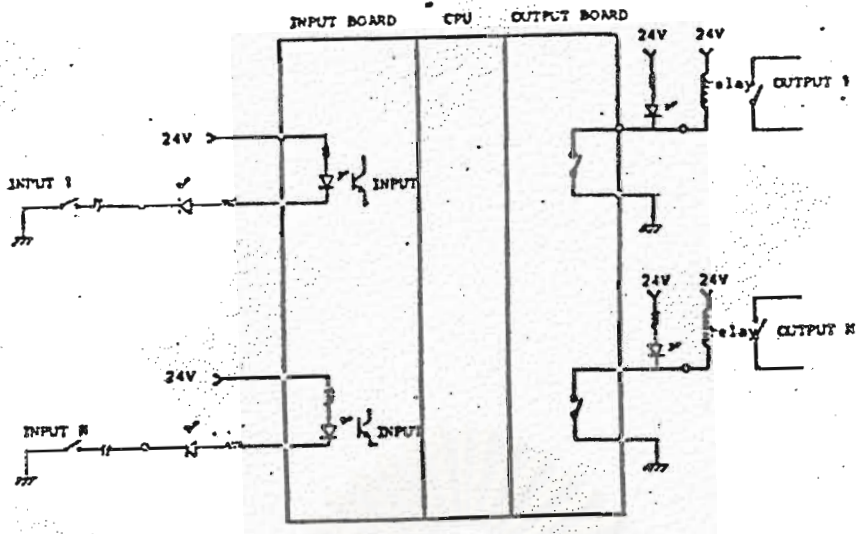 INPUT BOARD CPU OUTPUT BOARD
24V 24V
relay OUTPUT 1
24V
INPUT 1
INPUT
24V 24V
relay OUTPUT N
24V
INPUT N
INPUT